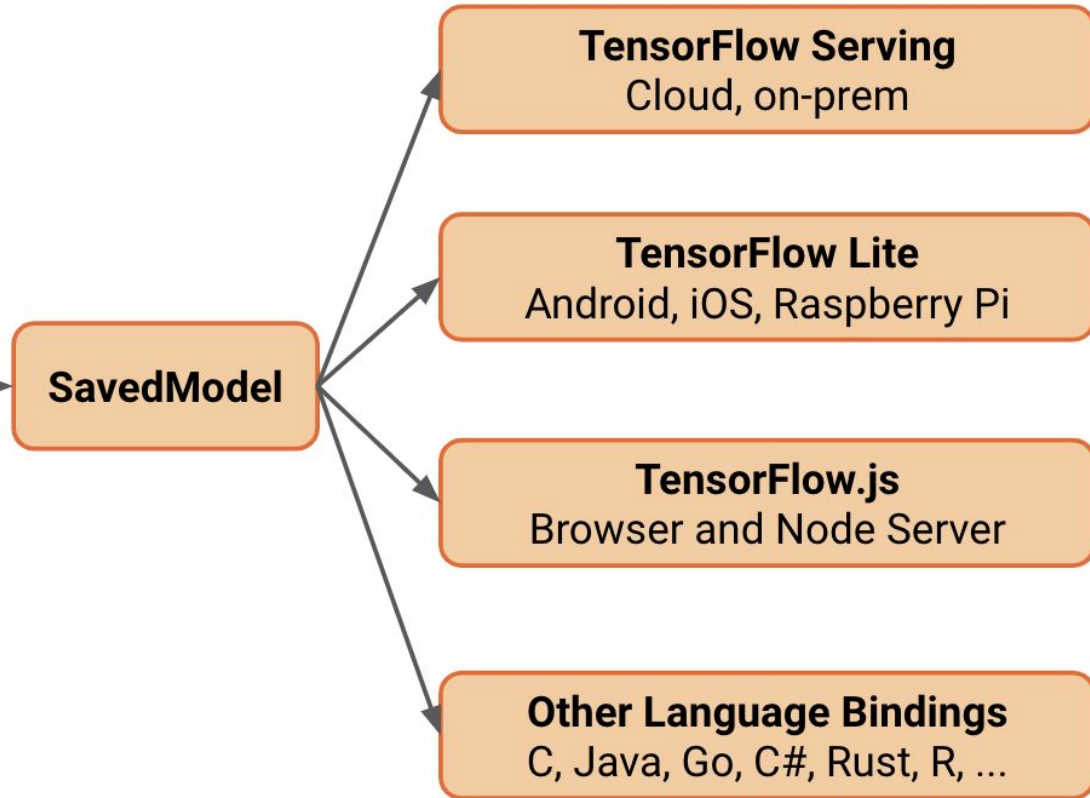 TensorFlow Serving
Cloud, on-prem
TensorFlow Lite
Android, iOS, Raspberry Pi
SavedModel
TensorFlow.js
Browser and Node Server
Other Language Bindings
C, Java, Go, C#, Rust, R, ...